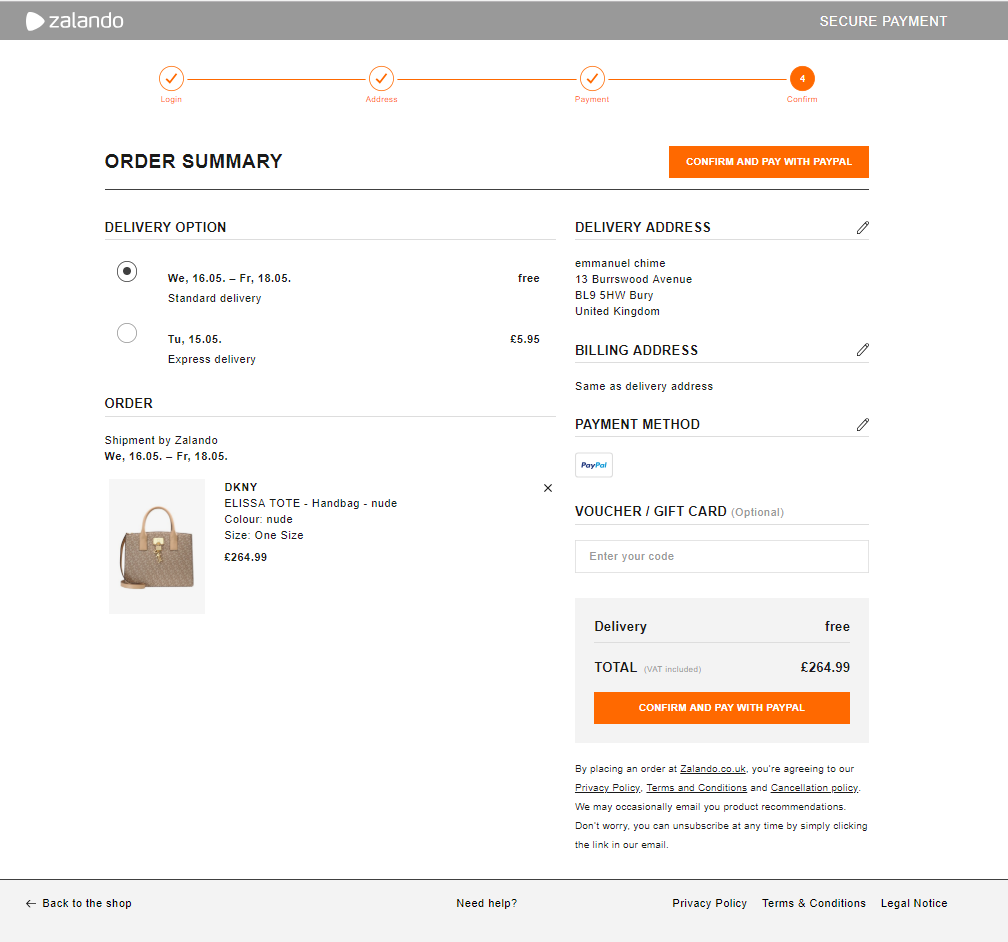 zalando
SECURE PAYMENT
4
Login
Address
Payment
Confirm
ORDER SUMMARY
CONFIRM AND PAY WITH PAYPAL
DELIVERY OPTION
We, 16.05. – Fr, 18.05.
free
Standard delivery
Tu, 15.05.
£5.95
Express delivery
ORDER
Shipment by Zalando
We, 16.05. – Fr, 18.05.
DKNY
ELISSA TOTE - Handbag - nude
Colour: nude
Size: One Size
£264.99
DELIVERY ADDRESS
emmanuel chime
13 Burrswood Avenue
BL9 5HW Bury
United Kingdom
BILLING ADDRESS
Same as delivery address
PAYMENT METHOD
PayPal
VOUCHER / GIFT CARD (Optional)
Enter your code
Delivery
free
TOTAL (VAT included)
£264.99
CONFIRM AND PAY WITH PAYPAL
By placing an order at Zalando.co.uk, you're agreeing to our
Privacy Policy, Terms and Conditions and Cancellation policy.
We may occasionally email you product recommendations.
Don't worry, you can unsubscribe at any time by simply clicking
the link in our email.
Back to the shop
Need help?
Privacy Policy
Terms & Conditions
Legal Notice